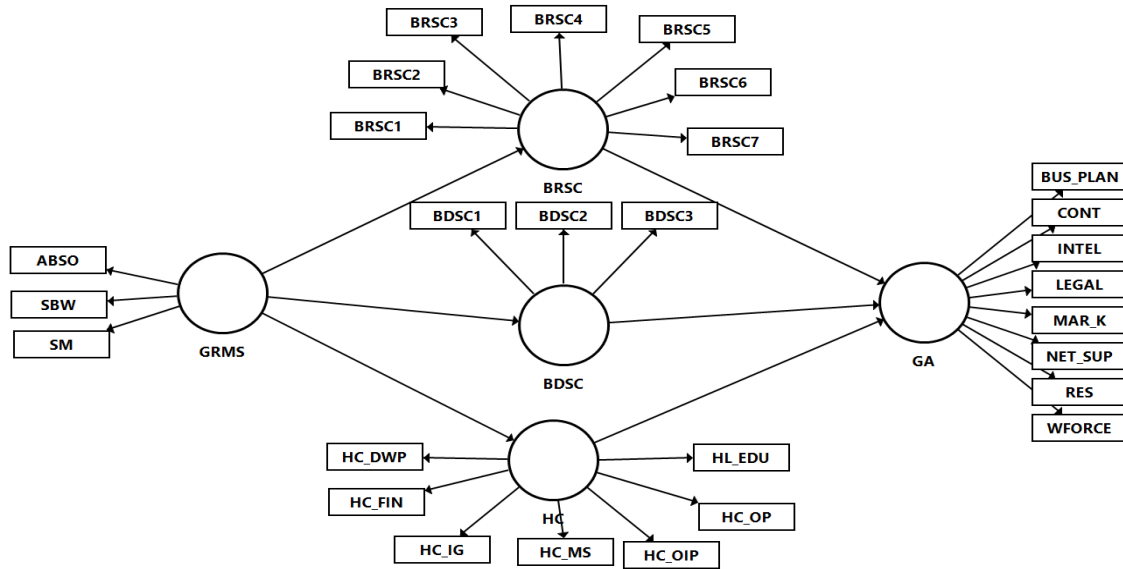 BRSC3
BRSC4
BRSC5
BRSC2
BRSC6
BRSC1
BRSC7
BRSC
BUS_PLAN
CONT
INTEL
LEGAL
MAR_K
NET_SUP
RES
WFORCE
BDSC1
BDSC2
BDSC3
ABSO
SBW
SM
GRMS
BDSC
GA
HC_DWP
HL_EDU
HC_FIN
HC_OP
HC
HC_IG
HC_MS
HC_OIP